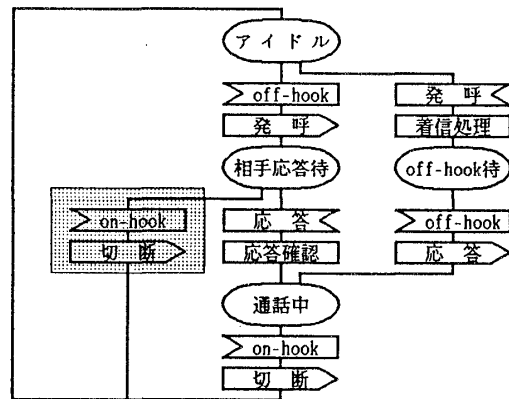 アイドル
off-hook
発呼
発呼
着信処理
相手応答待
off-hook待
on-hook
切断
応答
応答確認
off-hook
応答
通話中
on-hook
切断